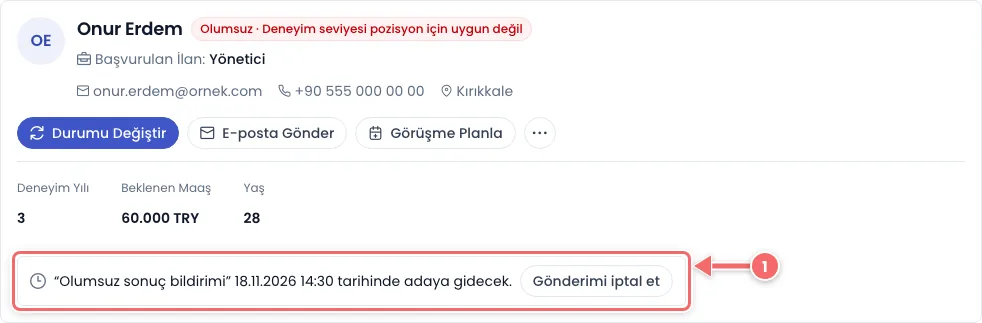 OE
Onur Erdem Olumsuz · Deneyim seviyesi pozisyon için uygun değil
Başvurulan İlan: Yönetici
onur.erdem@ornek.com +90 555 000 00 00 Kırıkkale
Durumu Değiştir E-posta Gönder Görüşme Planla ...
Deneyim Yılı Beklenen Maaş Yaş
3 60.000 TRY 28
“Olumsuz sonuç bildirimi” 18.11.2026 14:30 tarihinde adaya gidecek. Gönderimi iptal et 1